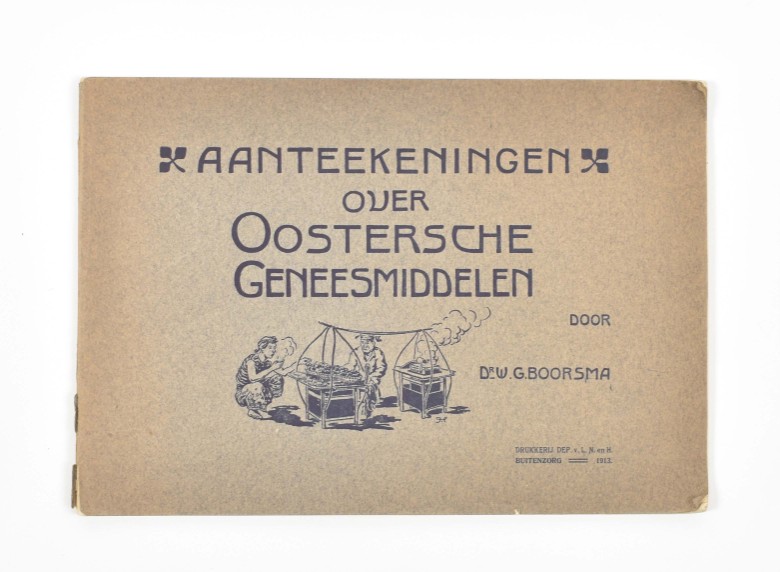 AANTEEKENINGEN
OVER
OOSTERSCHE
GENEESMIDDELEN
DOOR
DR. W. G. BOORSMA
DRUKKERIJ DEP. v. L., N. en H.
BUITENZORG — 1913.